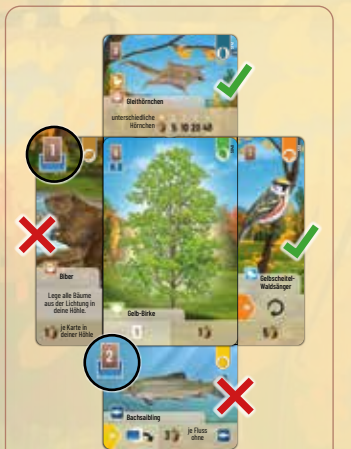 Gleithörnchen
unterschiedliche
Hörnchen
5 10 20 40
1
Biber
Lege alle Bäume
aus der Lichtung in
deine Höhle.
je Karte in
deiner Höhle
Gelb-Birke
Gelbscheitel-
Waldsänger
2
Bachsaibling
je Fluss
ohne